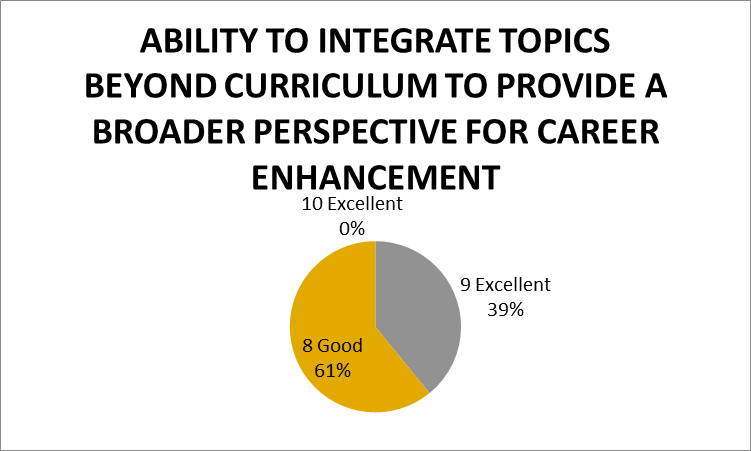 ABILITY TO INTEGRATE TOPICS
BEYOND CURRICULUM TO PROVIDE A
BROADER PERSPECTIVE FOR CAREER
ENHANCEMENT
10 Excellent
0%
9 Excellent
39%
8 Good
61%